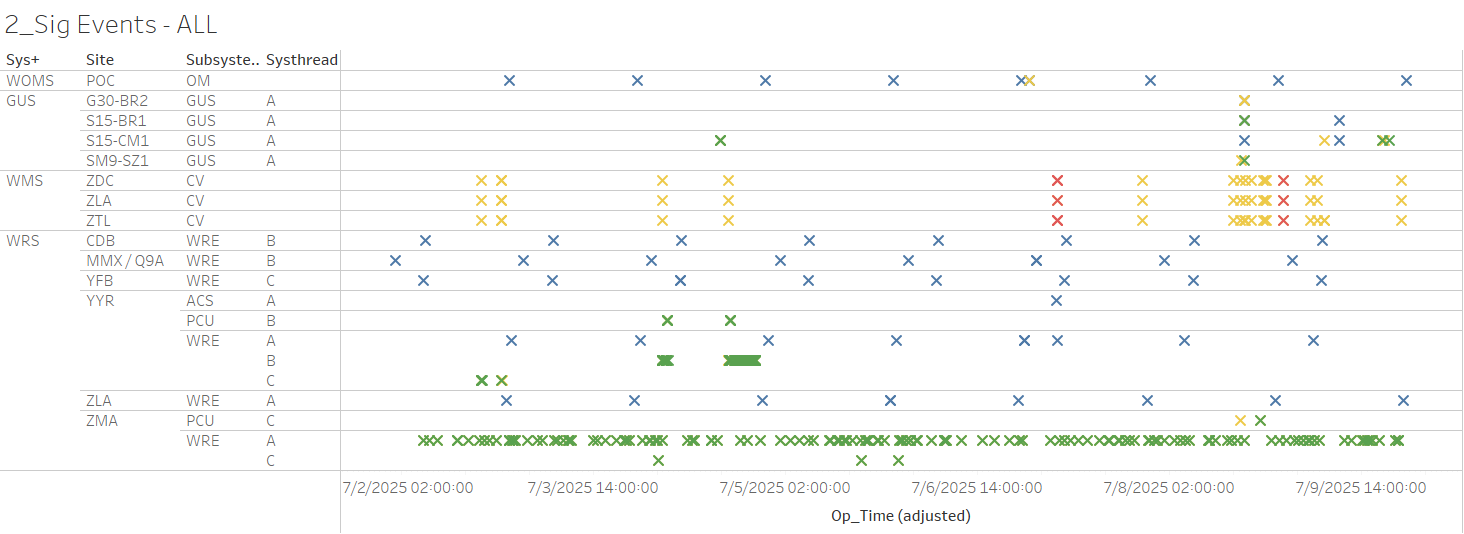 2_Sig Events - ALL
Sys+ Site Subsyste.. Systhread
WOMS POC OM
GUS G30-BR2 GUS A
S15-BR1 GUS A
S15-CM1 GUS A
SM9-SZ1 GUS A
WMS ZDC CV
ZLA CV
ZTL CV
WRS CDB WRE B
MMX / Q9A WRE B
YFB WRE C
YYR ACS A
PCU B
WRE A
B
C
ZLA WRE A
ZMA PCU C
WRE A
C
7/2/2025 02:00:00 7/3/2025 14:00:00 7/5/2025 02:00:00 7/6/2025 14:00:00 7/8/2025 02:00:00 7/9/2025 14:00:00
Op_Time (adjusted)